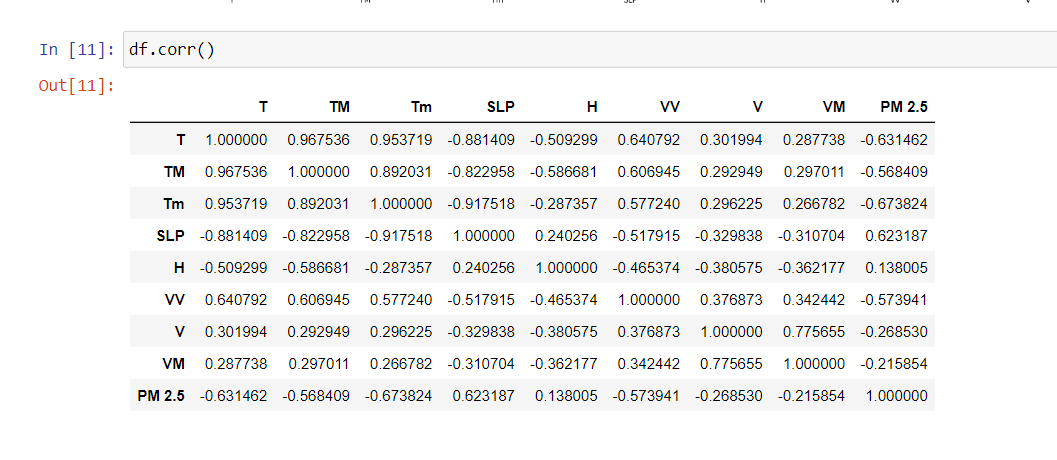 T TM Tm SLP H VV V
In [11]: df.corr()
Out[11]:
T TM Tm SLP H VV V VM PM 2.5
T 1.000000 0.967536 0.953719 -0.881409 -0.509299 0.640792 0.301994 0.287738 -0.631462
TM 0.967536 1.000000 0.892031 -0.822958 -0.586681 0.606945 0.292949 0.297011 -0.568409
Tm 0.953719 0.892031 1.000000 -0.917518 -0.287357 0.577240 0.296225 0.266782 -0.673824
SLP -0.881409 -0.822958 -0.917518 1.000000 0.240256 -0.517915 -0.329838 -0.310704 0.623187
H -0.509299 -0.586681 -0.287357 0.240256 1.000000 -0.465374 -0.380575 -0.362177 0.138005
VV 0.640792 0.606945 0.577240 -0.517915 -0.465374 1.000000 0.376873 0.342442 -0.573941
V 0.301994 0.292949 0.296225 -0.329838 -0.380575 0.376873 1.000000 0.775655 -0.268530
VM 0.287738 0.297011 0.266782 -0.310704 -0.362177 0.342442 0.775655 1.000000 -0.215854
PM 2.5 -0.631462 -0.568409 -0.673824 0.623187 0.138005 -0.573941 -0.268530 -0.215854 1.000000